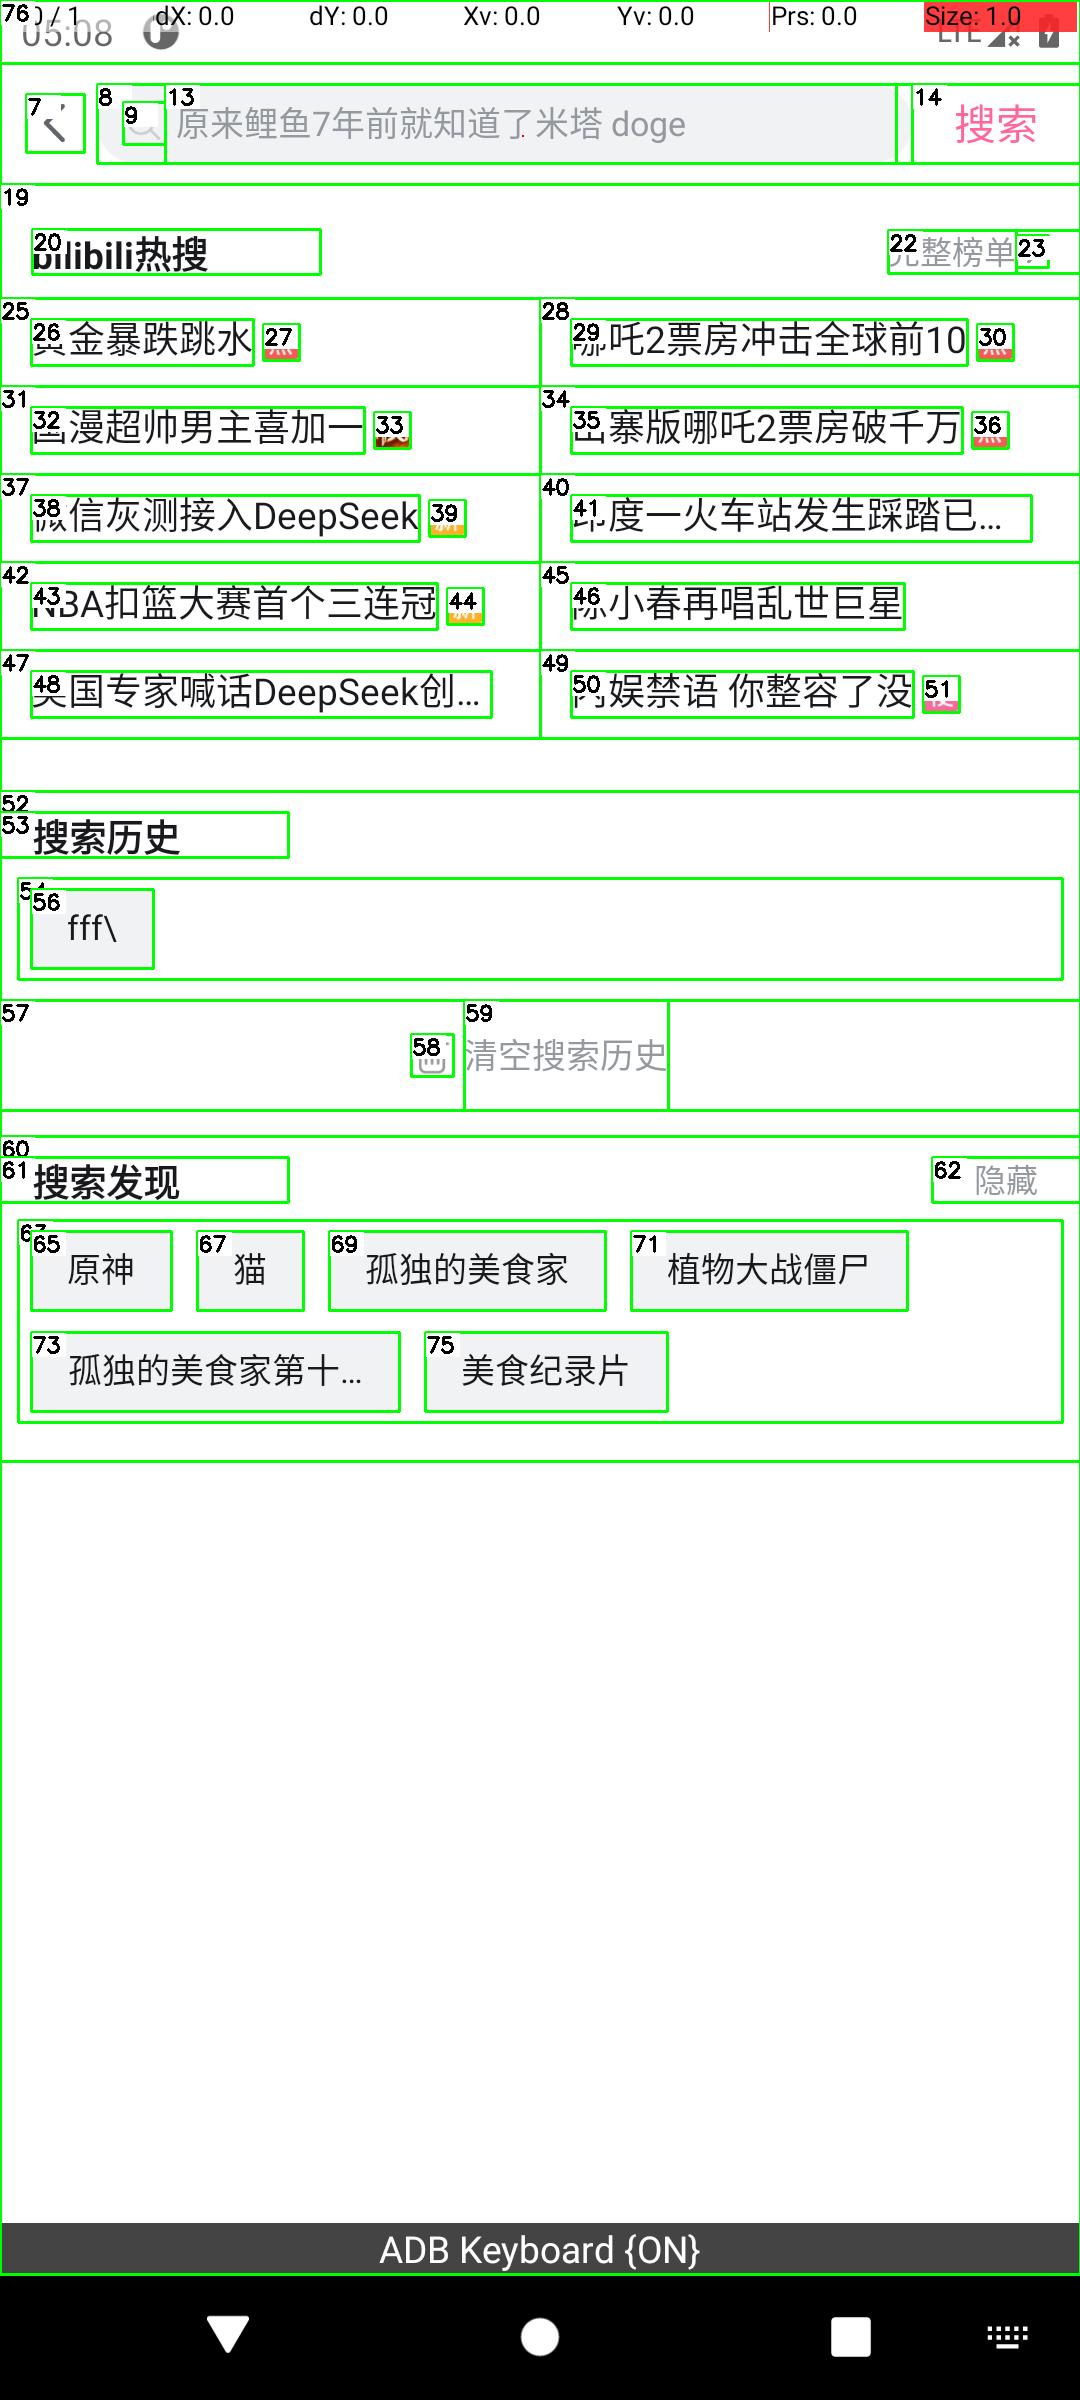 76 0 / 1 dX: 0.0 dY: 0.0 Xv: 0.0 Yv: 0.0 Prs: 0.0 Size: 1.0
05:08 LTE
7 8 9 13 原来鲤鱼7年前就知道了米塔 doge 14 搜索
19
20 bilibili热搜 22 完整榜单 23
25 28
26 黄金暴跌跳水 27 热 29 哪吒2票房冲击全球前10 30 热
31 34
32 国漫超帅男主喜加一 33 35 山寨版哪吒2票房破千万 36 热
37 40
38 微信灰测接入DeepSeek 39 新 41 印度一火车站发生踩踏已...
42 45
43 NBA扣篮大赛首个三连冠 44 新 46 陈小春再唱乱世巨星
47 49
48 美国专家喊话DeepSeek创... 50 内娱禁语 你整容了没 51 梗
52
53 搜索历史
54
56 fff\
57 58 59 清空搜索历史
60
61 搜索发现 62 隐藏
63
65 原神 67 猫 69 孤独的美食家 71 植物大战僵尸
73 孤独的美食家第十... 75 美食纪录片
ADB Keyboard {ON}